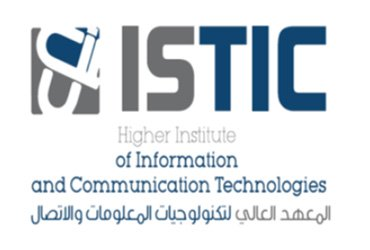 ISTIC
Higher Institute
of Information
and Communication Technologies
المعهد العالي لتكنولوجيات المعلومات والاتصال